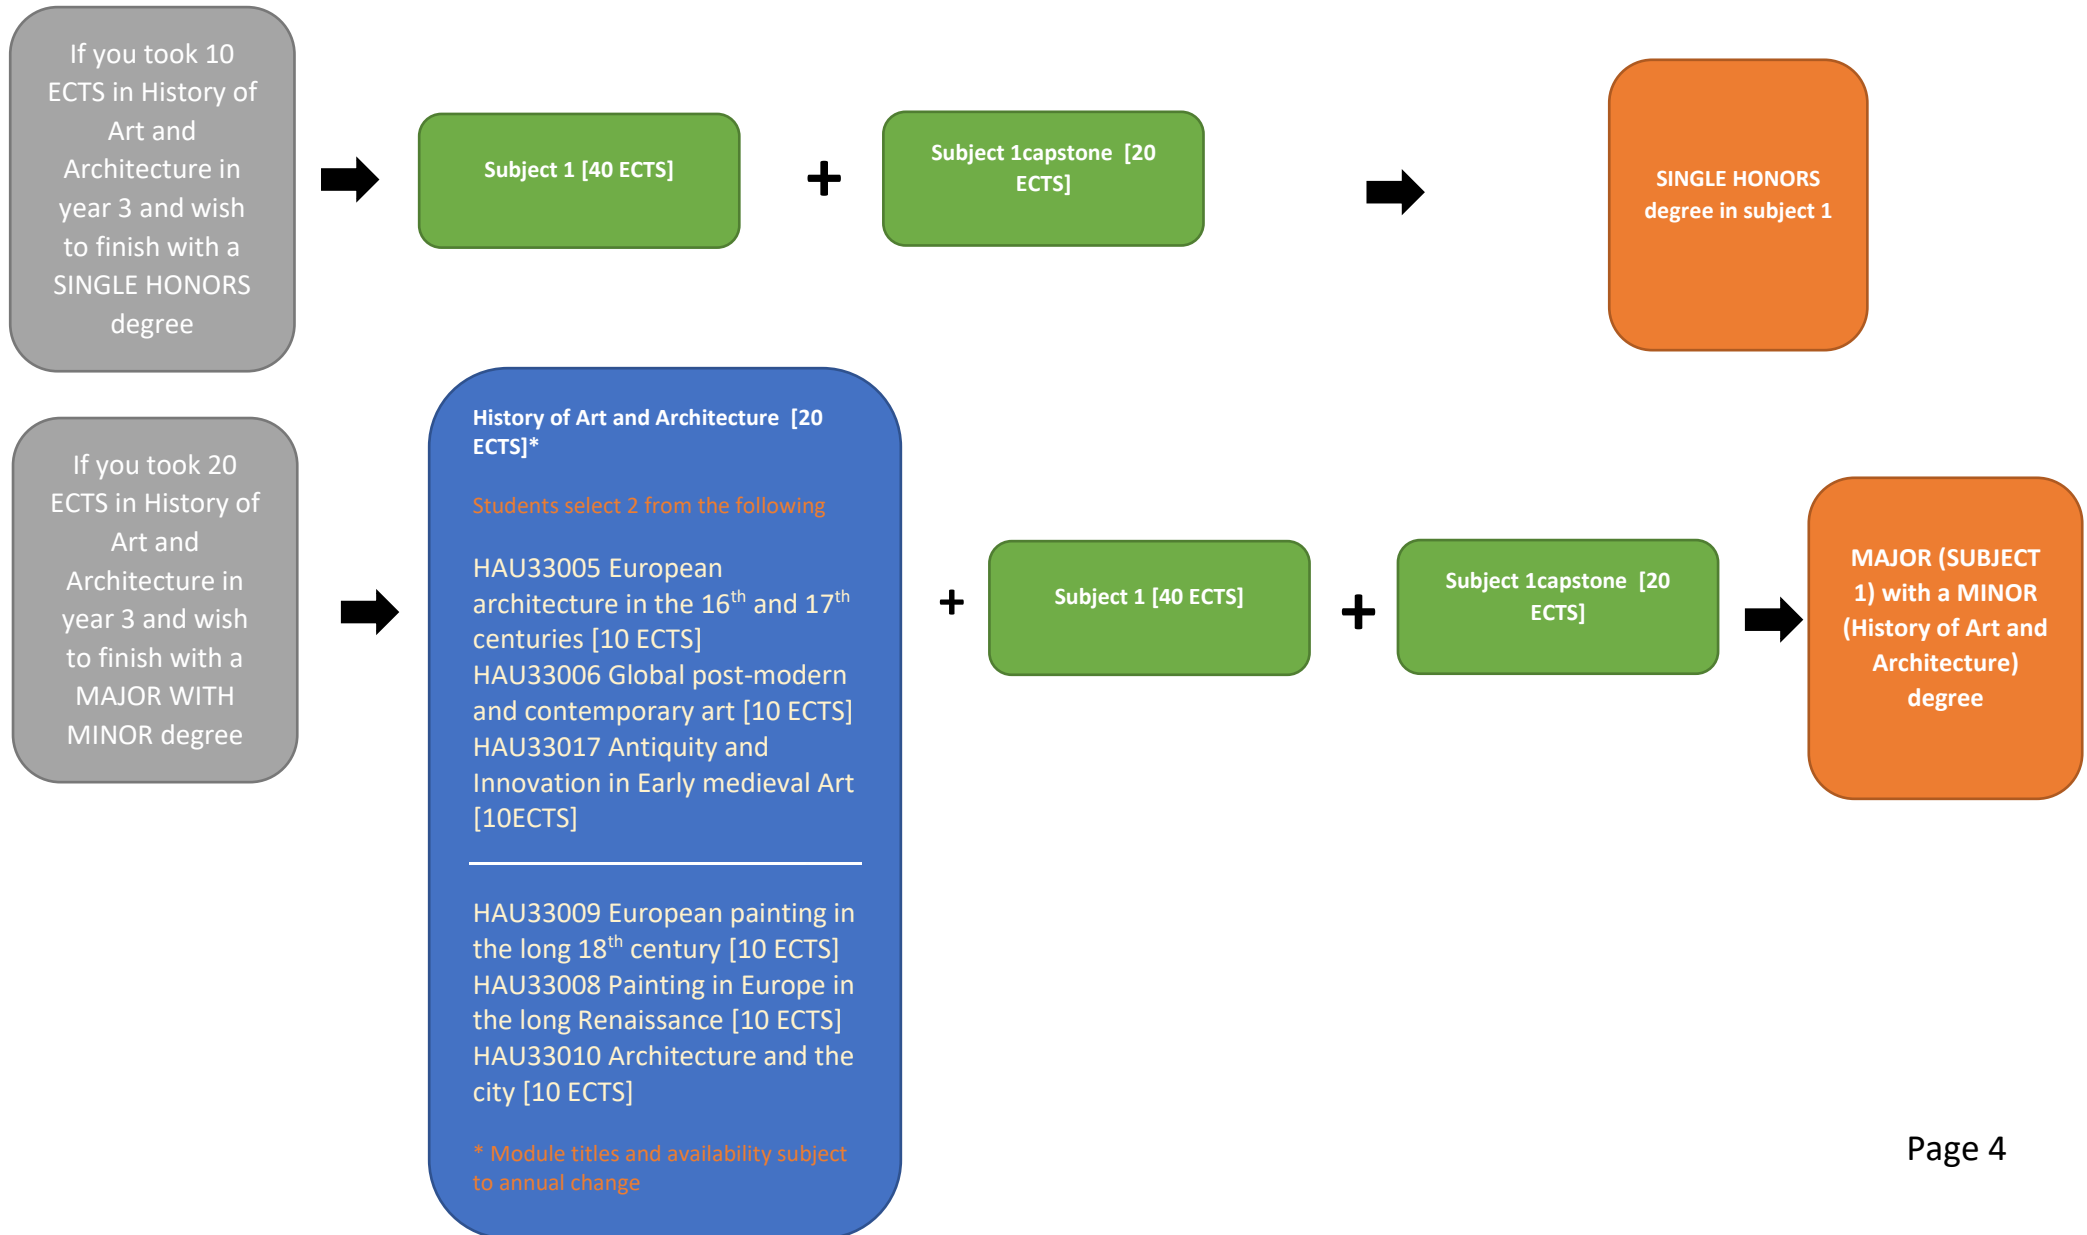 If you took 10
ECTS in History of
Art and
Architecture in
year 3 and wish
to finish with a
SINGLE HONORS
degree
Subject 1 [40 ECTS]
+
Subject 1capstone [20
ECTS]
SINGLE HONORS
degree in subject 1
If you took 20
ECTS in History of
Art and
Architecture in
year 3 and wish
to finish with a
MAJOR WITH
MINOR degree
History of Art and Architecture [20
ECTS]*
Students select 2 from the following
HAU33005 European
architecture in the 16th and 17th
centuries [10 ECTS]
HAU33006 Global post-modern
and contemporary art [10 ECTS]
HAU33017 Antiquity and
Innovation in Early medieval Art
[10ECTS]
HAU33009 European painting in
the long 18th century [10 ECTS]
HAU33008 Painting in Europe in
the long Renaissance [10 ECTS]
HAU33010 Architecture and the
city [10 ECTS]
* Module titles and availability subject
to annual change
+
Subject 1 [40 ECTS]
+
Subject 1capstone [20
ECTS]
MAJOR (SUBJECT
1) with a MINOR
(History of Art and
Architecture)
degree
Page 4